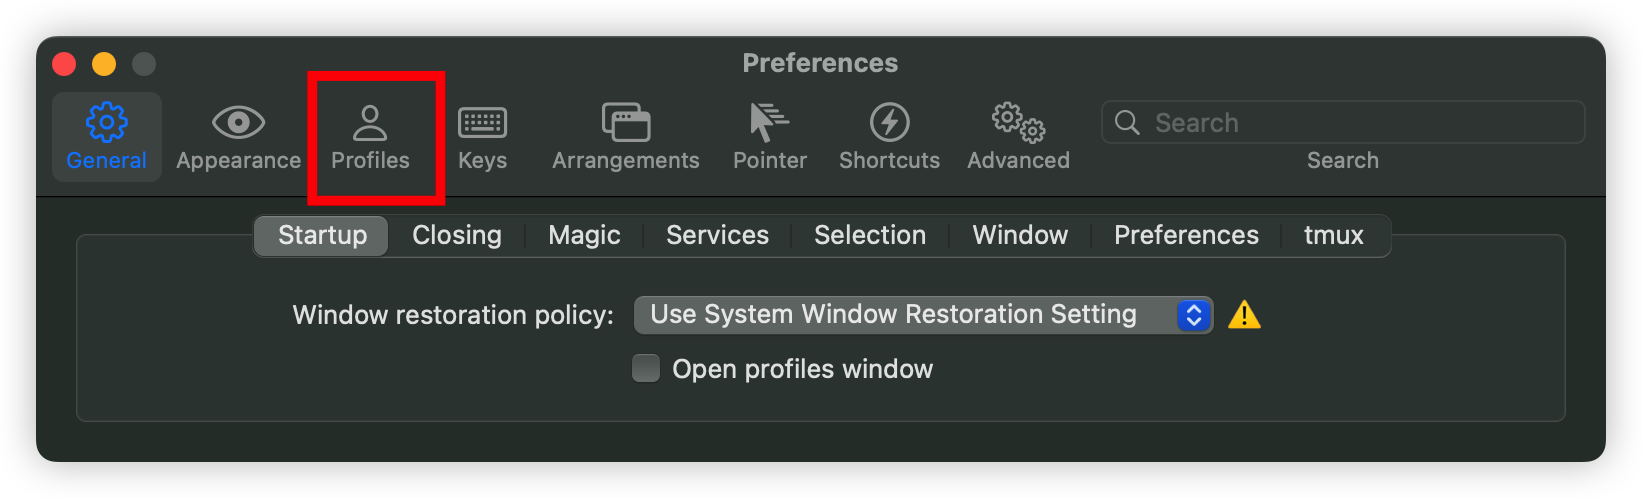 Preferences
General Appearance Profiles Keys Arrangements Pointer Shortcuts Advanced Search
Search
Startup Closing Magic Services Selection Window Preferences tmux
Window restoration policy: Use System Window Restoration Setting
Open profiles window